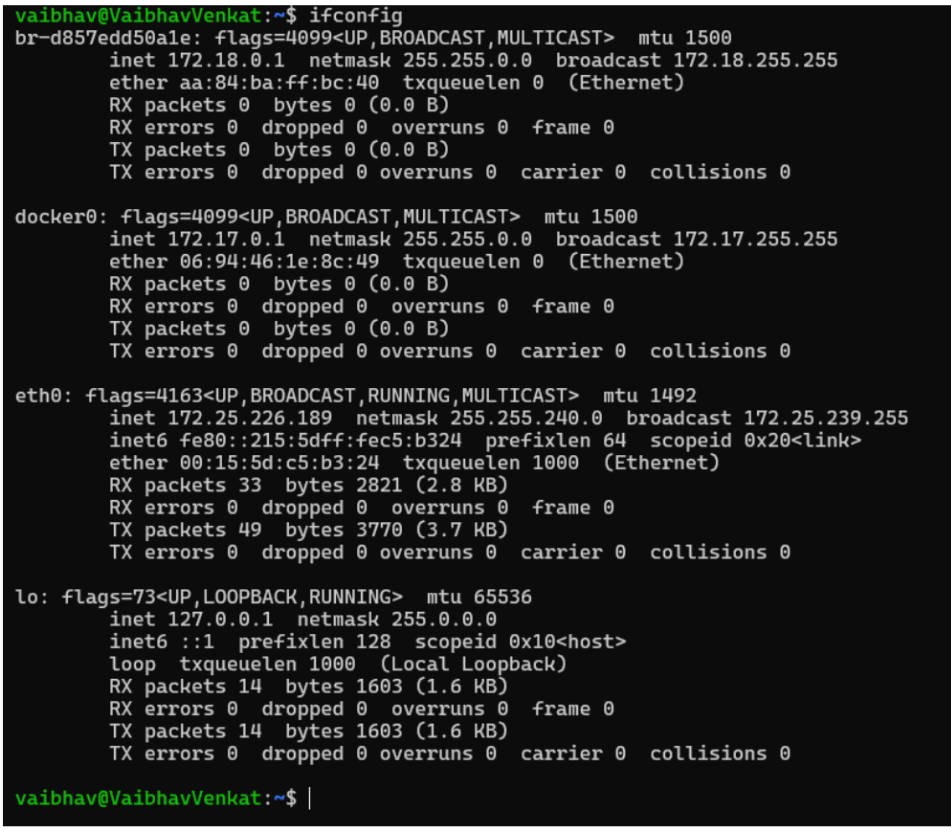 vaibhav@VaibhavVenkat:~$ ifconfig
br-d857edd50a1e: flags=4099<UP,BROADCAST,MULTICAST>  mtu 1500
        inet 172.18.0.1  netmask 255.255.0.0  broadcast 172.18.255.255
        ether aa:84:ba:ff:bc:40  txqueuelen 0  (Ethernet)
        RX packets 0  bytes 0 (0.0 B)
        RX errors 0  dropped 0  overruns 0  frame 0
        TX packets 0  bytes 0 (0.0 B)
        TX errors 0  dropped 0 overruns 0  carrier 0  collisions 0

docker0: flags=4099<UP,BROADCAST,MULTICAST>  mtu 1500
        inet 172.17.0.1  netmask 255.255.0.0  broadcast 172.17.255.255
        ether 06:94:46:1e:8c:49  txqueuelen 0  (Ethernet)
        RX packets 0  bytes 0 (0.0 B)
        RX errors 0  dropped 0  overruns 0  frame 0
        TX packets 0  bytes 0 (0.0 B)
        TX errors 0  dropped 0 overruns 0  carrier 0  collisions 0

eth0: flags=4163<UP,BROADCAST,RUNNING,MULTICAST>  mtu 1492
        inet 172.25.226.189  netmask 255.255.240.0  broadcast 172.25.239.255
        inet6 fe80::215:5dff:fec5:b324  prefixlen 64  scopeid 0x20<link>
        ether 00:15:5d:c5:b3:24  txqueuelen 1000  (Ethernet)
        RX packets 33  bytes 2821 (2.8 KB)
        RX errors 0  dropped 0  overruns 0  frame 0
        TX packets 49  bytes 3770 (3.7 KB)
        TX errors 0  dropped 0 overruns 0  carrier 0  collisions 0

lo: flags=73<UP,LOOPBACK,RUNNING>  mtu 65536
        inet 127.0.0.1  netmask 255.0.0.0
        inet6 ::1  prefixlen 128  scopeid 0x10<host>
        loop  txqueuelen 1000  (Local Loopback)
        RX packets 14  bytes 1603 (1.6 KB)
        RX errors 0  dropped 0  overruns 0  frame 0
        TX packets 14  bytes 1603 (1.6 KB)
        TX errors 0  dropped 0 overruns 0  carrier 0  collisions 0

vaibhav@VaibhavVenkat:~$